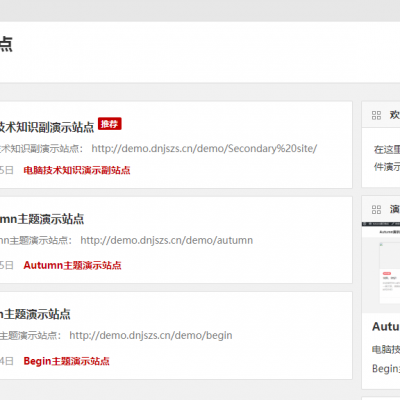 点
技术知识副演示站点 推荐
术知识副演示站点： http://demo.dnjszs.cn/demo/Secondary%20site/
5日 电脑技术知识演示副站点
mn主题演示站点
mn主题演示站点： http://demo.dnjszs.cn/demo/autumn
5日 Autumn主题演示站点
n主题演示站点
主题演示站点： http://demo.dnjszs.cn/demo/begin
4日 Begin主题演示站点
欢
在这里
件演示
演
Autu
电脑技
Begin主